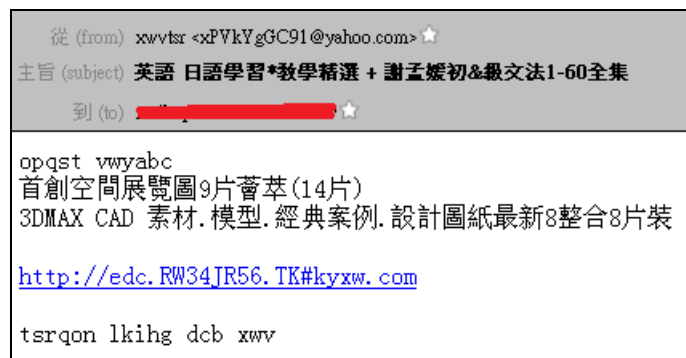 從 (from) xwvtsr <xPVkYgGC91@yahoo.com>
主旨 (subject) 英語 日語學習*教學精選 + 謝孟媛初&級文法1-60全集
到 (to)
opqst vwyabc
首創空間展覽圖9片薈萃(14片)
3DMAX CAD 素材.模型.經典案例.設計圖紙最新8整合8片裝
http://edc.RW34JR56.TK#kyxw.com
tsrqon lkihg dcb xwv